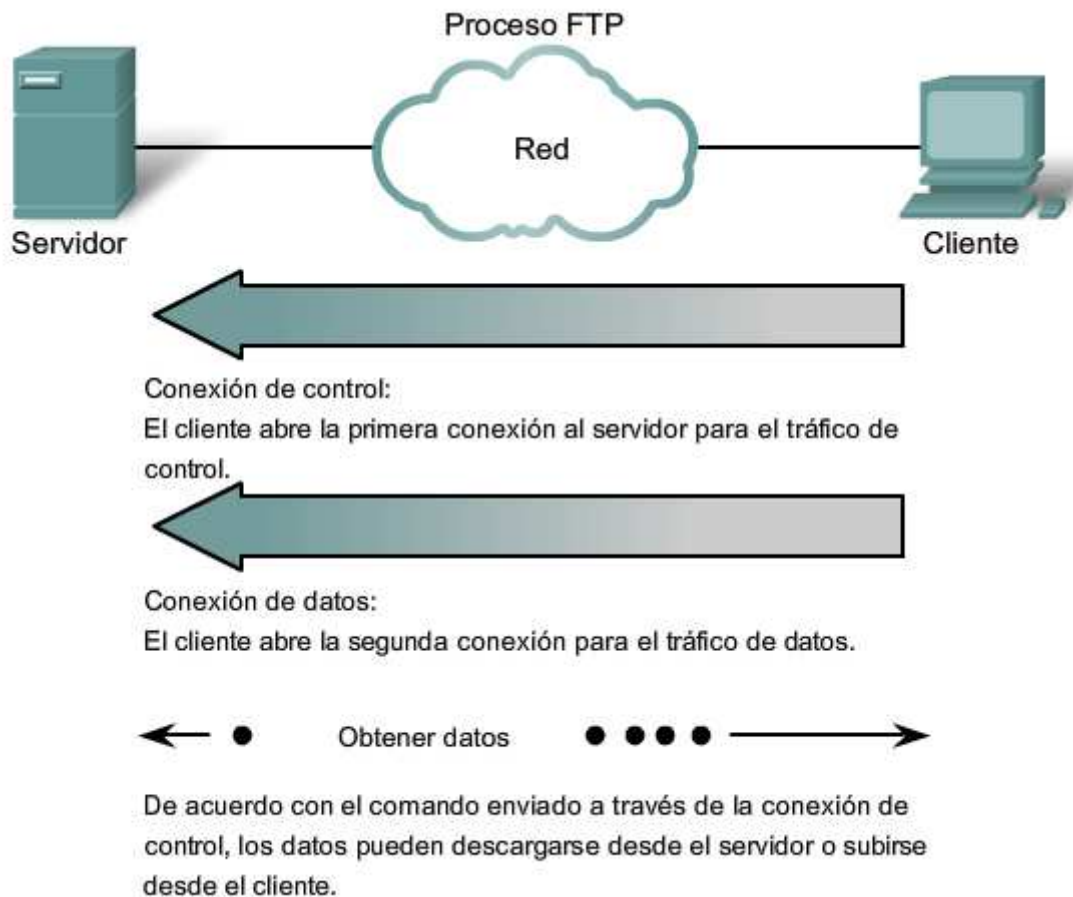 Proceso FTP
Red
Servidor
Cliente
Conexión de control:
El cliente abre la primera conexión al servidor para el tráfico de
control.
Conexión de datos:
El cliente abre la segunda conexión para el tráfico de datos.
Obtener datos
De acuerdo con el comando enviado a través de la conexión de
control, los datos pueden descargarse desde el servidor o subirse
desde el cliente.